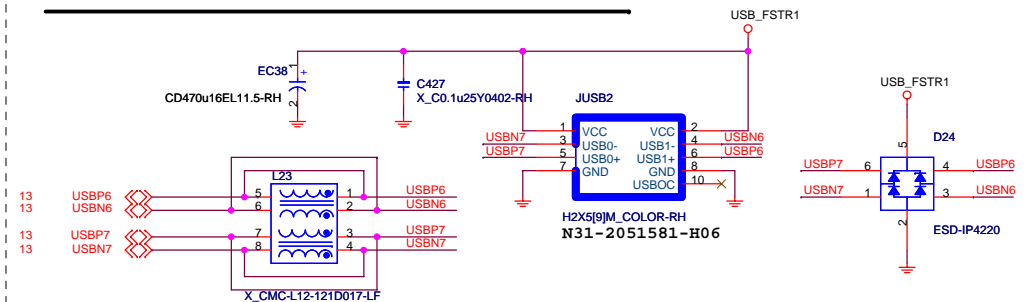 USB_FSTR1
EC38
1
+
2
CD470u16EL11.5-RH
C427
X_C0.1u25Y0402-RH
JUSB2
USBN7
USBP7
1
3
5
7
VCC
USB0-
USB0+
GND
VCC
USB1-
USB1+
GND
USBOC
2
4
6
8
10
USBN6
USBP6
H2X5[9]M_COLOR-RH
N31-2051581-H06
USB_FSTR1
D24
5
USBP7
6
4
USBP6
USBN7
1
3
USBN6
2
ESD-IP4220
L23
13
USBP6
5
1
USBP6
13
USBN6
6
2
USBN6
13
USBP7
7
3
USBP7
13
USBN7
8
4
USBN7
X_CMC-L12-121D017-LF